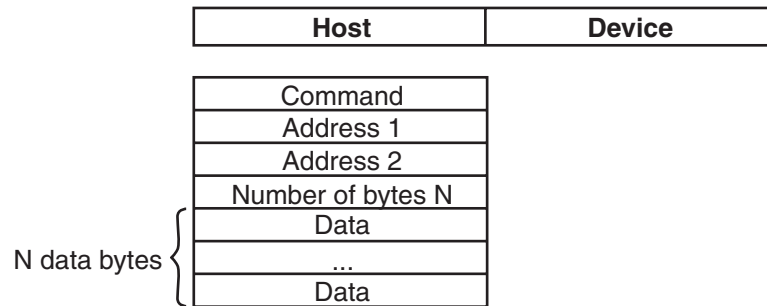 Host Device
Command
Address 1
Address 2
Number of bytes N
Data
N data bytes
...
Data